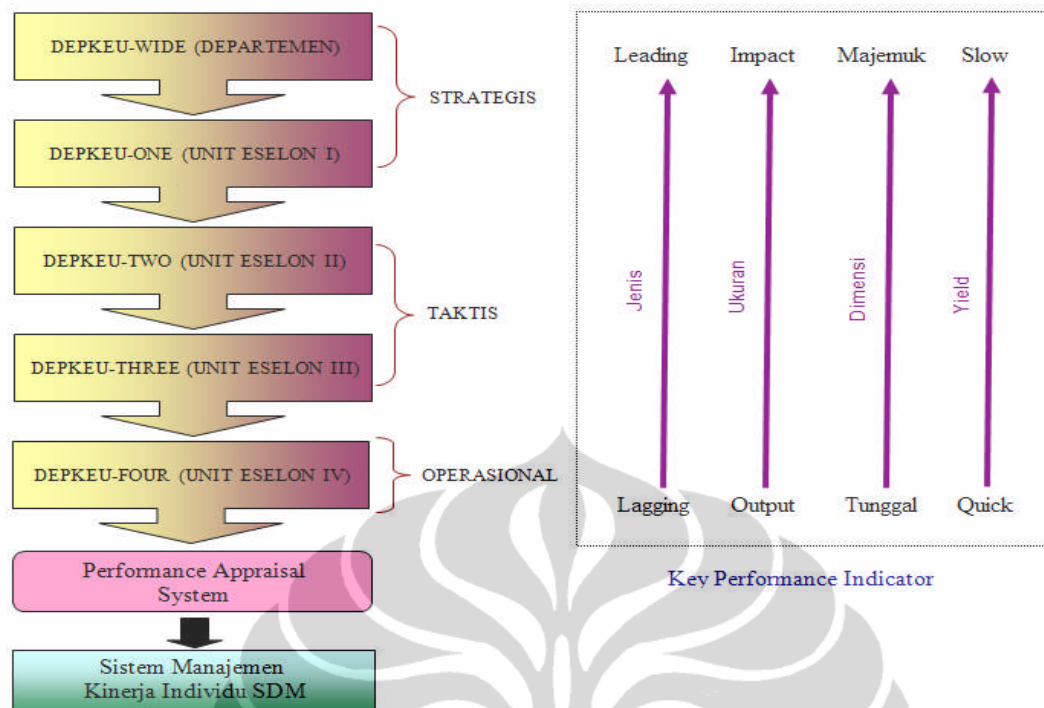 DEPKEU-WIDE (DEPARTEMEN)
STRATEGIS
DEPKEU-ONE (UNIT ESELON I)
DEPKEU-TWO (UNIT ESELON II)
TAKTIS
DEPKEU-THREE (UNIT ESELON III)
DEPKEU-FOUR (UNIT ESELON IV)
OPERASIONAL
Performance Appraisal
System
Sistem Manajemen
Kinerja Individu SDM
Leading Impact Majemuk Slow
Jenis Ukuran Dimensi Yield
Lagging Output Tunggal Quick
Key Performance Indicator